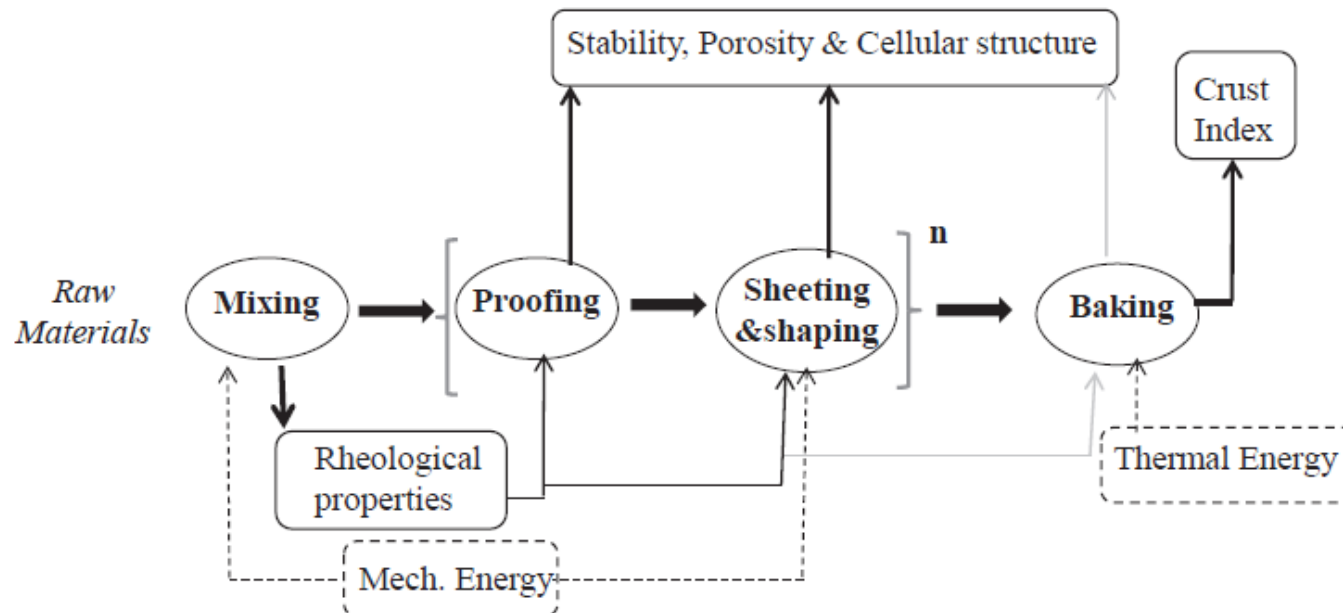 Stability, Porosity & Cellular structure
Crust
Index
n
Raw
Materials
Mixing
Proofing
Sheeting
&shaping
Baking
Rheological
properties
Thermal Energy
Mech. Energy